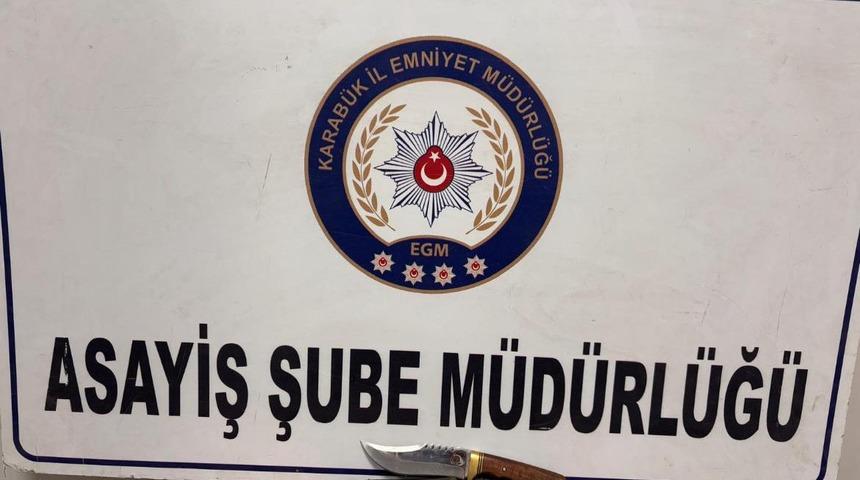 KARABÜK İL EMNİYET MÜDÜRLÜĞÜ
EGM
ASAYİŞ ŞUBE MÜDÜRLÜĞÜ